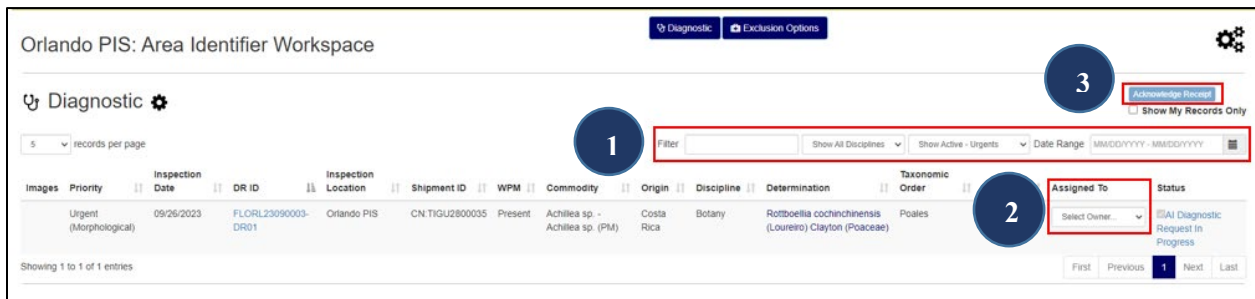 Diagnostic Exclusion Options
Orlando PIS: Area Identifier Workspace
3
Diagnostic
Acknowledge Receipt
Show My Records Only
1
5 records per page
Filter Show All Disciplines Show Active - Urgents Date Range MM/DD/YYYY - MM/DD/YYYY
Images Priority Inspection Date DR ID Inspection Location Shipment ID WPM Commodity Origin Discipline Determination Taxonomic Order Assigned To Status
2
Urgent 09/26/2023 FLORL23090003- Orlando PIS CN:TIGU2800035 Present Achillea sp. - Costa Botany Rottboellia cochinchinensis Poales Select Owner... AI Diagnostic
(Morphological) DR01 Achillea sp. (PM) Rica (Loureiro) Clayton (Poaceae) Request In
Progress
Showing 1 to 1 of 1 entries First Previous 1 Next Last